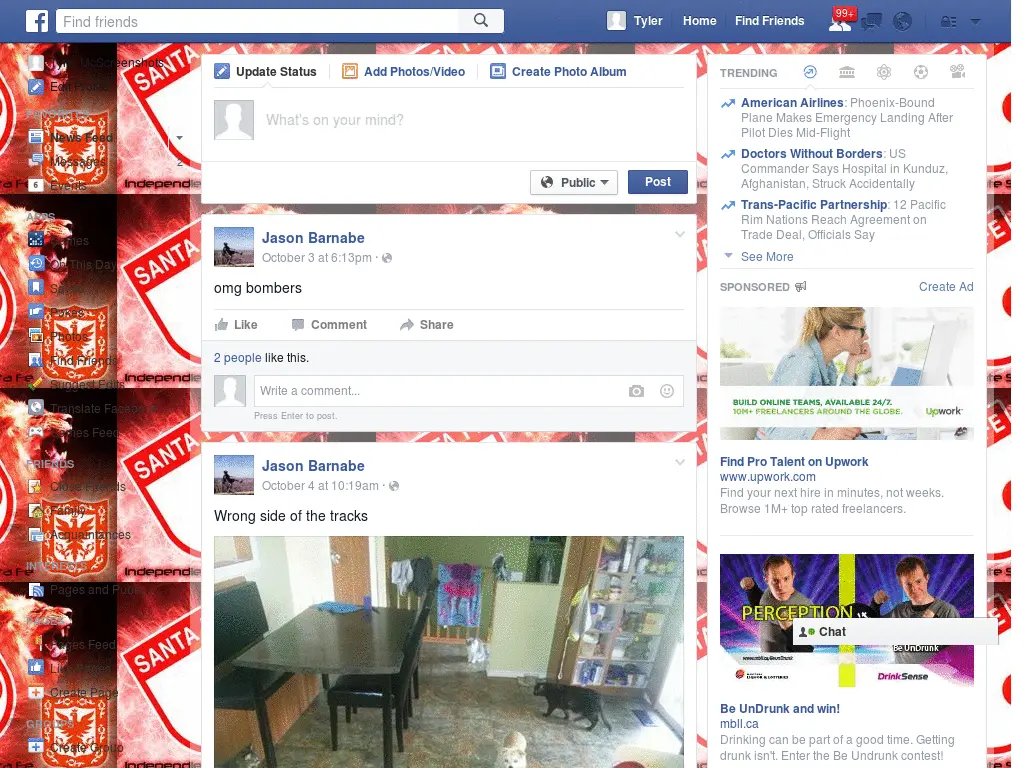 Find friends
Tyler
Home
Find Friends
99+
Edit Profile
News Feed
Messages
2
6
Events
APPS
Games
On This Day
Saved
Pokes
Photos
Find Friends
Suggest Edits
Translate Facebook
Games Feed
FRIENDS
Close Friends
Family
Acquaintances
INTERESTS
Pages and Public
PAGES
Pages Feed
Like Pages
Create Page
GROUPS
Create Group
SANTA
Independie
SANTA
Independie
SANTA
Independie
SANTA
Update Status
Add Photos/Video
Create Photo Album
What's on your mind?
Public
Post
Jason Barnabe
October 3 at 6:13pm ·
omg bombers
Like
Comment
Share
2 people like this.
Write a comment...
Press Enter to post.
Jason Barnabe
October 4 at 10:19am ·
Wrong side of the tracks
TRENDING
American Airlines: Phoenix-Bound
Plane Makes Emergency Landing After
Pilot Dies Mid-Flight
Doctors Without Borders: US
Commander Says Hospital in Kunduz,
Afghanistan, Struck Accidentally
Trans-Pacific Partnership: 12 Pacific
Rim Nations Reach Agreement on
Trade Deal, Officials Say
See More
SPONSORED
Create Ad
BUILD ONLINE TEAMS, AVAILABLE 24/7.
10M+ FREELANCERS AROUND THE GLOBE.
Upwork
Find Pro Talent on Upwork
www.upwork.com
Find your next hire in minutes, not weeks.
Browse 1M+ top rated freelancers.
PERCEPTION
Chat
www.mbll.ca/BeUnDrunk
Be UnDrunk
DrinkSense
Be UnDrunk and win!
mbll.ca
Drinking can be part of a good time. Getting
drunk isn't. Enter the Be Undrunk contest!